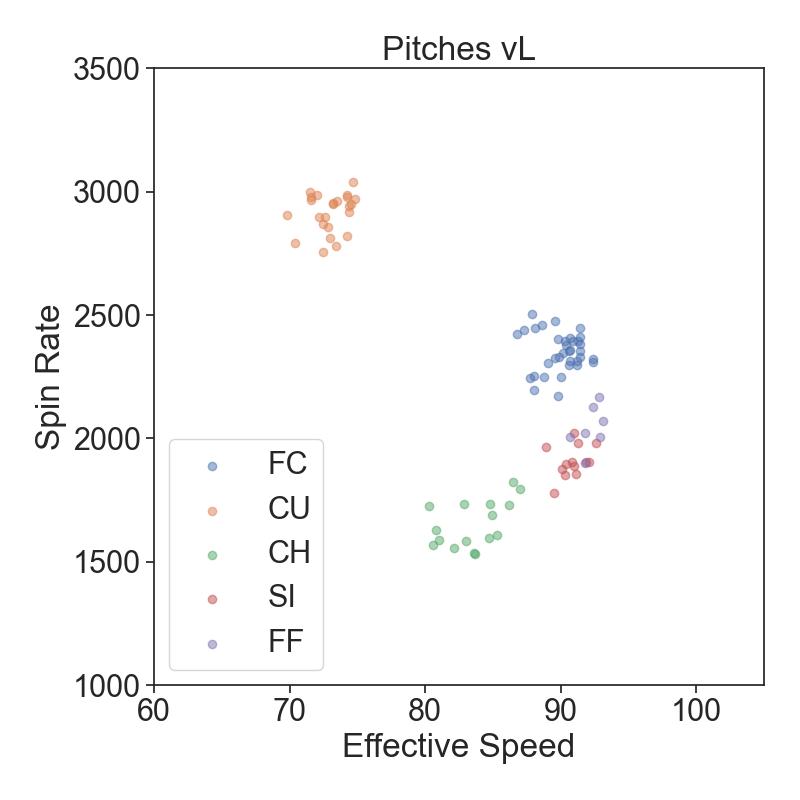 Pitches vL
3500
3000
2500
2000
1500
1000
Spin Rate
FC
CU
CH
SI
FF
60 70 80 90 100
Effective Speed